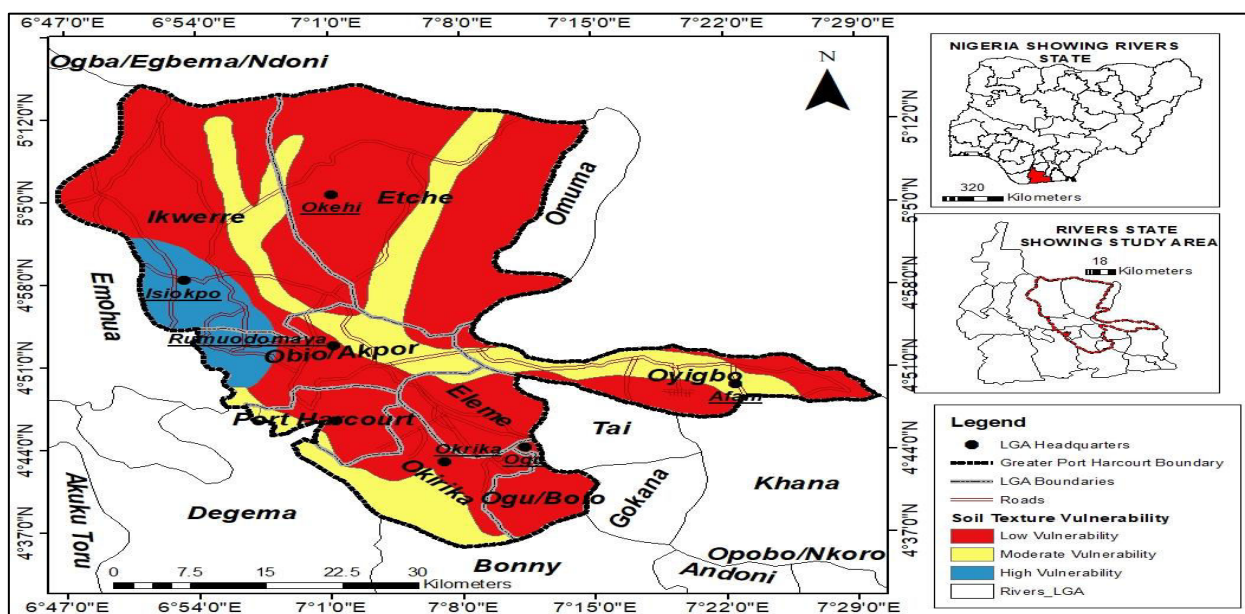 6°47'0"E 6°54'0"E 7°1'0"E 7°8'0"E 7°15'0"E 7°22'0"E 7°29'0"E
Ogba/Egbema/Ndoni
N
5°12'0"N
5°12'0"N
5°5'0"N
5°5'0"N
4°58'0"N
4°58'0"N
4°51'0"N
4°51'0"N
4°44'0"N
4°44'0"N
4°37'0"N
4°37'0"N
Etche
Okehi
Ikwerre
Omuma
Emohua
Isiokpo
Rumuodomaya
Obio/Akpor
Oyigbo
Afam
Eleme
Port Harcourt
Tai
Okrika
Ogu
Okirika
Ogu/Bolo
Gokana
Khana
Akuku Toru
Degema
Bonny
Opobo/Nkoro
Andoni
0 7.5 15 22.5 30
Kilometers
6°47'0"E 6°54'0"E 7°1'0"E 7°8'0"E 7°15'0"E 7°22'0"E 7°29'0"E
NIGERIA SHOWING RIVERS
STATE
320
Kilometers
RIVERS STATE
SHOWING STUDY AREA
18
Kilometers
Legend
LGA Headquarters
Greater Port Harcourt Boundary
LGA Boundaries
Roads
Soil Texture Vulnerability
Low Vulnerability
Moderate Vulnerability
High Vulnerability
Rivers_LGA